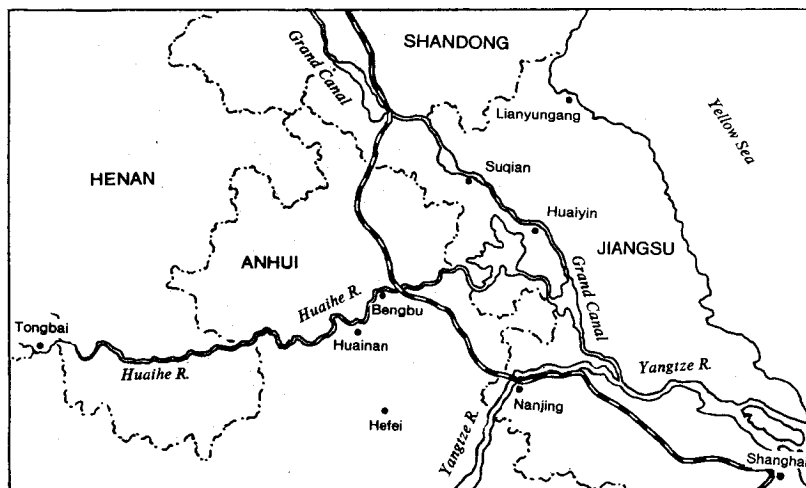 SHANDONG
Grand Canal
Lianyungang
Yellow Sea
HENAN
Suqian
Huaiyin
JIANGSU
ANHUI
Grand Canal
Huaihe R.
Bengbu
Tongbai
Huainan
Huaihe R.
Yangtze R.
Nanjing
Hefei
Yangtze R.
Shanghai